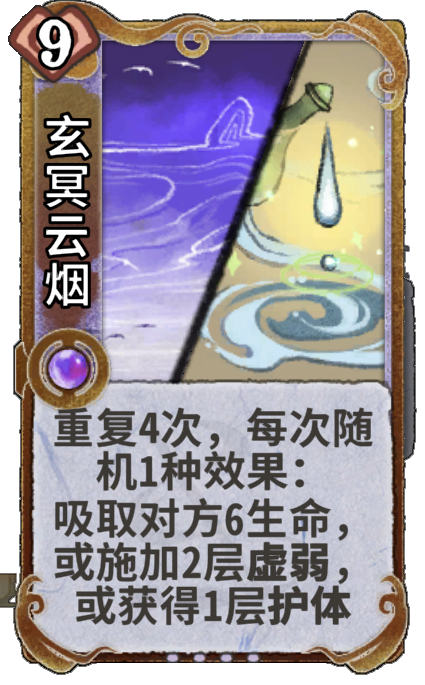 9
玄冥云烟
重复4次，每次随
机1种效果：
吸取对方6生命，
或施加2层虚弱，
或获得1层护体